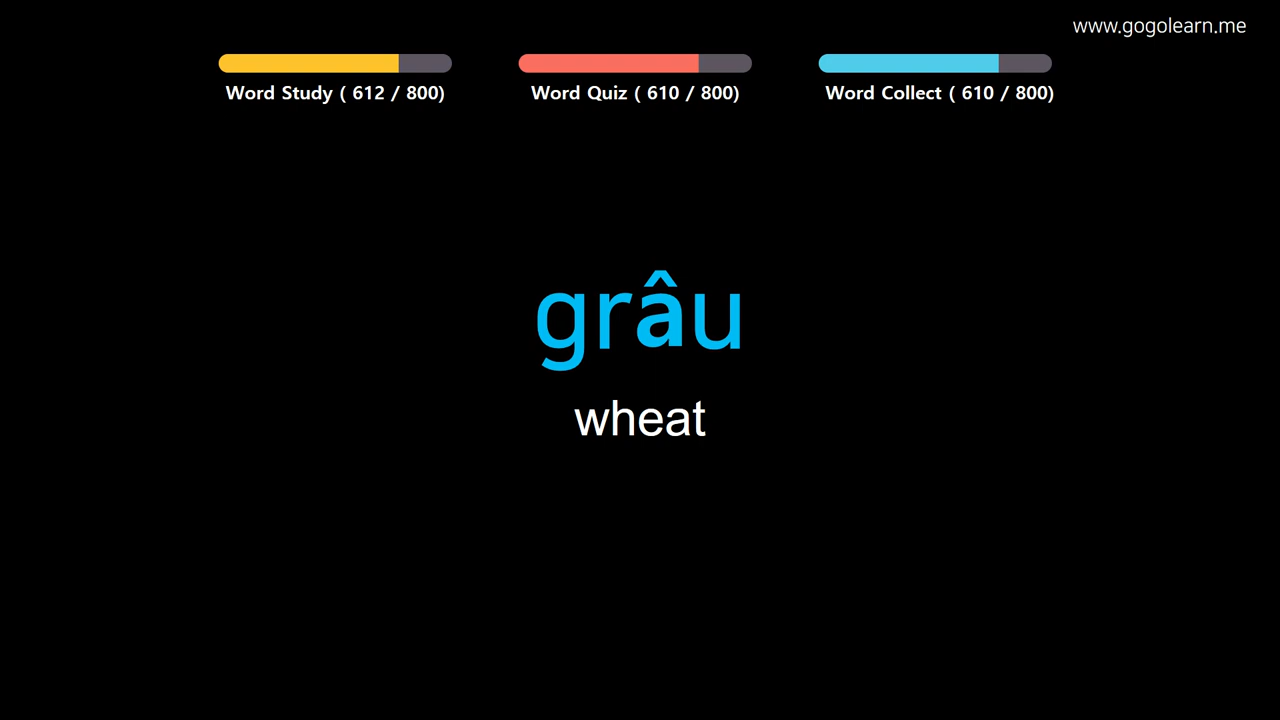 www.gogolearn.me
Word Study ( 612 / 800)
Word Quiz ( 610 / 800)
Word Collect ( 610 / 800)
grâu
wheat